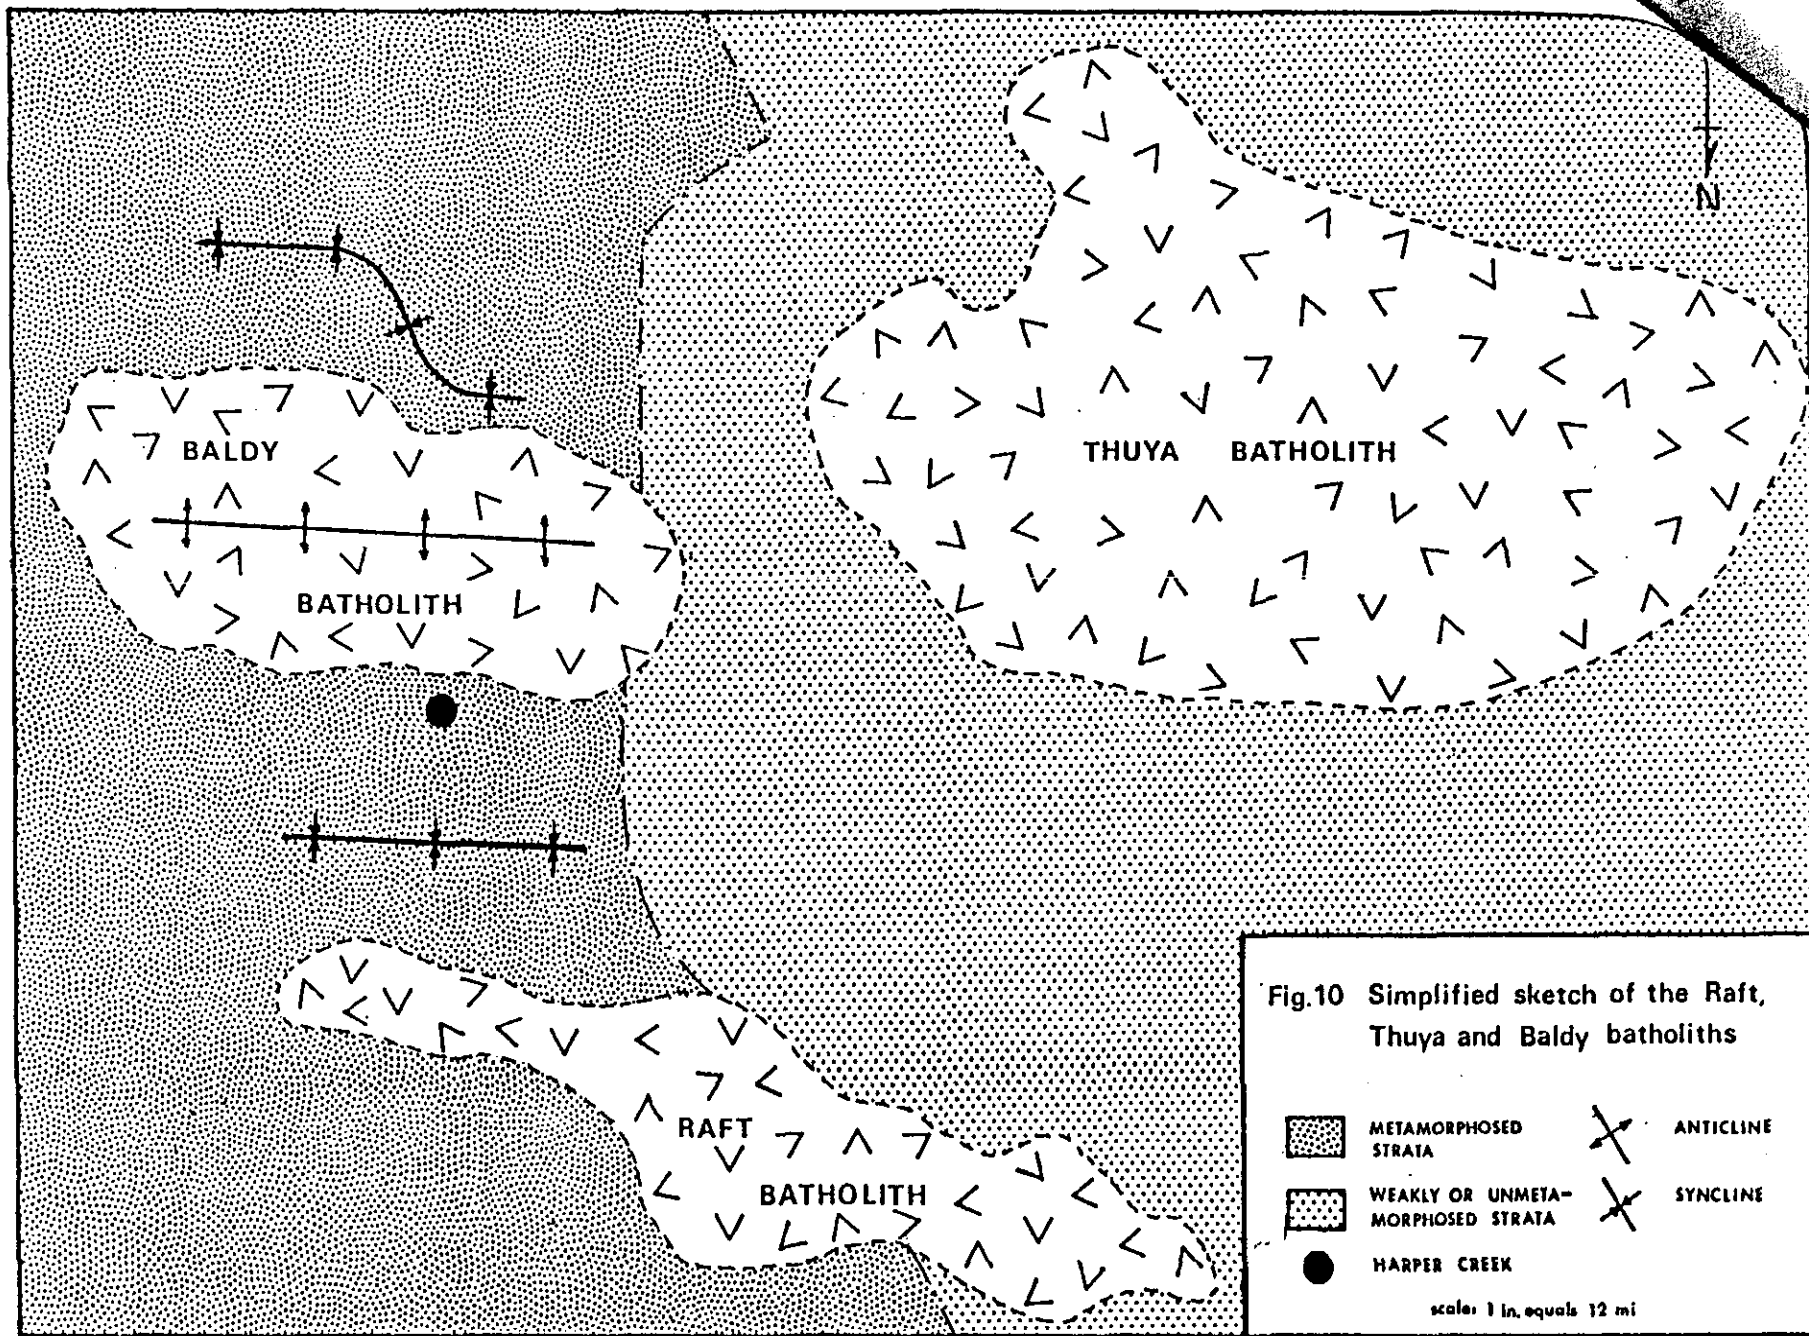 N
BALDY
BATHOLITH
THUYA BATHOLITH
RAFT
BATHOLITH
Fig.10 Simplified sketch of the Raft,
Thuya and Baldy batholiths
METAMORPHOSED
STRATA
ANTICLINE
WEAKLY OR UNMETA-
MORPHOSED STRATA
SYNCLINE
HARPER CREEK
scale: 1 in. equals 12 mi